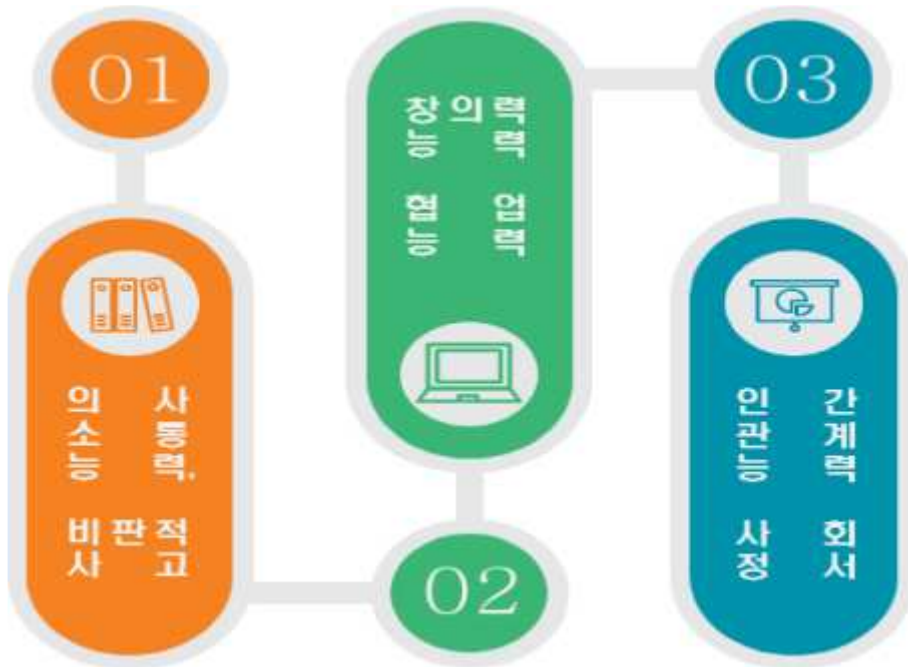 01
의 사
소 통
능 력,
비 판 적
사 고
02
창 의 력
능 력
협 업
능 력
03
인 간
관 계
능 력
사 회
정 서